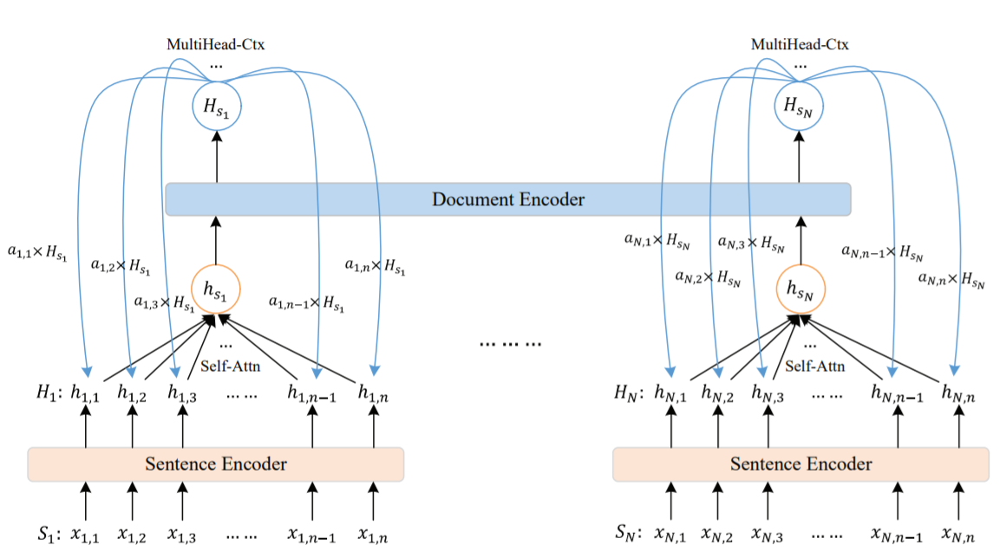 MultiHead-Ctx MultiHead-Ctx
... ...
H_{s_1} H_{s_N}
Document Encoder
a_{1,1}× H_{s_1} a_{1,2}× H_{s_1} a_{1,3}× H_{s_1} a_{1,n−1}× H_{s_1} a_{1,n}× H_{s_1}
a_{N,1}× H_{s_N} a_{N,2}× H_{s_N} a_{N,3}× H_{s_N} a_{N,n−1}× H_{s_N} a_{N,n}× H_{s_N}
h_{s_1} h_{s_N}
... ... ... ... ...
Self-Attn Self-Attn
H_1: h_{1,1} h_{1,2} h_{1,3} ... ... h_{1,n−1} h_{1,n} H_N: h_{N,1} h_{N,2} h_{N,3} ... ... h_{N,n−1} h_{N,n}
Sentence Encoder Sentence Encoder
S_1: x_{1,1} x_{1,2} x_{1,3} ... ... x_{1,n−1} x_{1,n} S_N: x_{N,1} x_{N,2} x_{N,3} ... ... x_{N,n−1} x_{N,n}